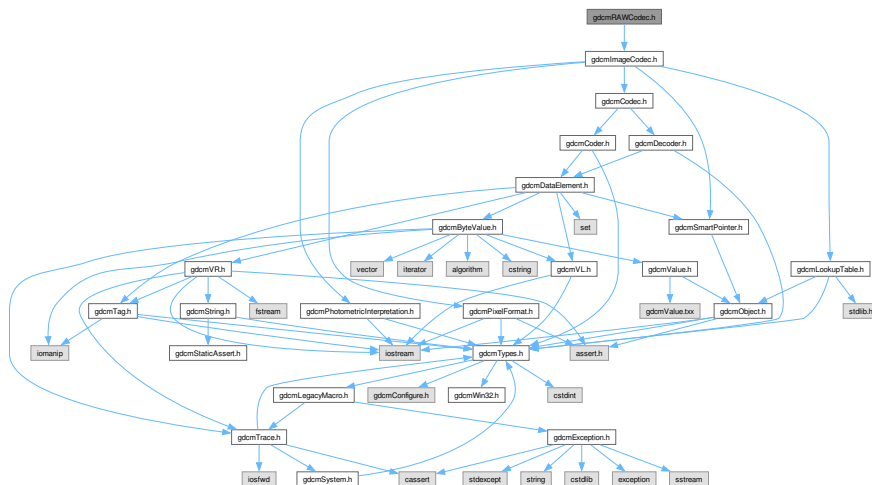 gdcmRAWCodec.h
gdcmImageCodec.h
gdcmCodec.h
gdcmCoder.h
gdcmDecoder.h
gdcmDataElement.h
gdcmByteValue.h
set
gdcmSmartPointer.h
gdcmVR.h
vector
iterator
algorithm
cstring
gdcmVL.h
gdcmValue.h
gdcmLookupTable.h
gdcmTag.h
gdcmString.h
fstream
gdcmPhotometricInterpretation.h
gdcmPixelFormat.h
gdcmValue.txx
gdcmObject.h
stdlib.h
iomanip
gdcmStaticAssert.h
iostream
gdcmTypes.h
assert.h
gdcmLegacyMacro.h
gdcmConfigure.h
gdcmWin32.h
cstdint
gdcmTrace.h
gdcmException.h
iosfwd
gdcmSystem.h
cassert
stdexcept
string
cstdlib
exception
sstream